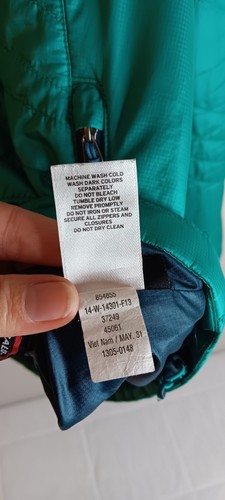 MACHINE WASH COLD
WASH DARK COLORS
SEPARATELY
DO NOT BLEACH
TUMBLE DRY LOW
REMOVE PROMPTLY
DO NOT IRON OR STEAM
SECURE ALL ZIPPERS AND
CLOSURES
DO NOT DRY CLEAN
854855
14-W-14301-F13
37249
45061
Viet Nam / MAY. 31
1305-0148